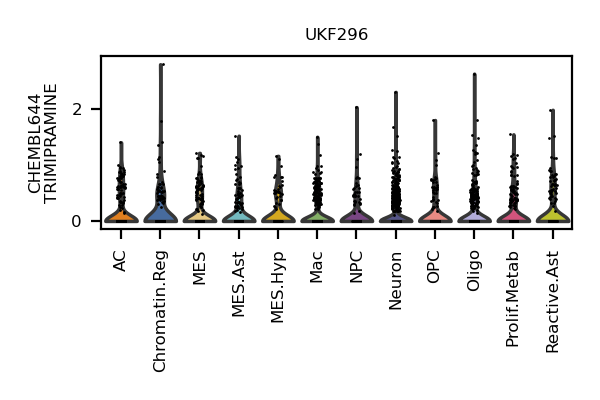 UKF296
CHEMBL644
TRIMIPRAMINE
2
0
AC
Chromatin.Reg
MES
MES.Ast
MES.Hyp
Mac
NPC
Neuron
OPC
Oligo
Prolif.Metab
Reactive.Ast